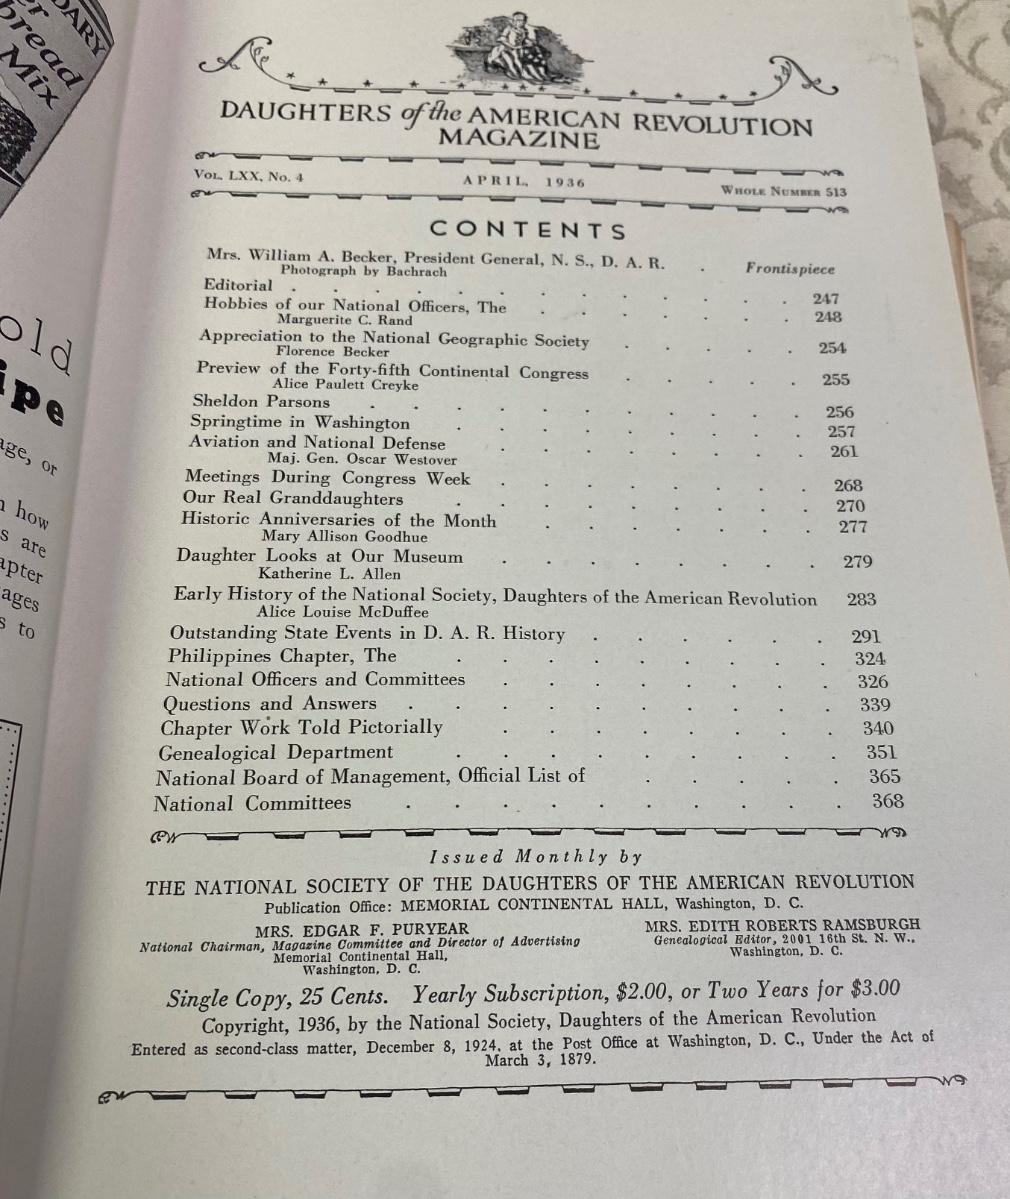 DARY
er
bread
Mix
old
ipe
age, or
how
s are
apter
ages
s to
DAUGHTERS of the AMERICAN REVOLUTION
MAGAZINE
VOL. LXX, No. 4 APRIL, 1936 WHOLE NUMBER 513
CONTENTS
Mrs. William A. Becker, President General, N. S., D. A. R. . Frontispiece
Photograph by Bachrach
Editorial . . . . . . . . . . . . 247
Hobbies of our National Officers, The . . . . . . 248
Marguerite C. Rand
Appreciation to the National Geographic Society . . . . . 254
Florence Becker
Preview of the Forty-fifth Continental Congress . . . . . 255
Alice Paulett Creyke
Sheldon Parsons . . . . . . . . . . 256
Springtime in Washington . . . . . . . . 257
Aviation and National Defense . . . . . . . 261
Maj. Gen. Oscar Westover
Meetings During Congress Week . . . . . . . 268
Our Real Granddaughters . . . . . . . . 270
Historic Anniversaries of the Month . . . . . . 277
Mary Allison Goodhue
Daughter Looks at Our Museum . . . . . . . 279
Katherine L. Allen
Early History of the National Society, Daughters of the American Revolution 283
Alice Louise McDuffee
Outstanding State Events in D. A. R. History . . . . . . 291
Philippines Chapter, The . . . . . . . . . 324
National Officers and Committees . . . . . . . . 326
Questions and Answers . . . . . . . . . . 339
Chapter Work Told Pictorially . . . . . . . . 340
Genealogical Department . . . . . . . . . 351
National Board of Management, Official List of . . . . . 365
National Committees . . . . . . . . . . 368
Issued Monthly by
THE NATIONAL SOCIETY OF THE DAUGHTERS OF THE AMERICAN REVOLUTION
Publication Office: MEMORIAL CONTINENTAL HALL, Washington, D. C.
MRS. EDGAR F. PURYEAR
National Chairman, Magazine Committee and Director of Advertising
Memorial Continental Hall,
Washington, D. C.
MRS. EDITH ROBERTS RAMSBURGH
Genealogical Editor, 2001 16th St. N. W.,
Washington, D. C.
Single Copy, 25 Cents. Yearly Subscription, $2.00, or Two Years for $3.00
Copyright, 1936, by the National Society, Daughters of the American Revolution
Entered as second-class matter, December 8, 1924, at the Post Office at Washington, D. C., Under the Act of
March 3, 1879.